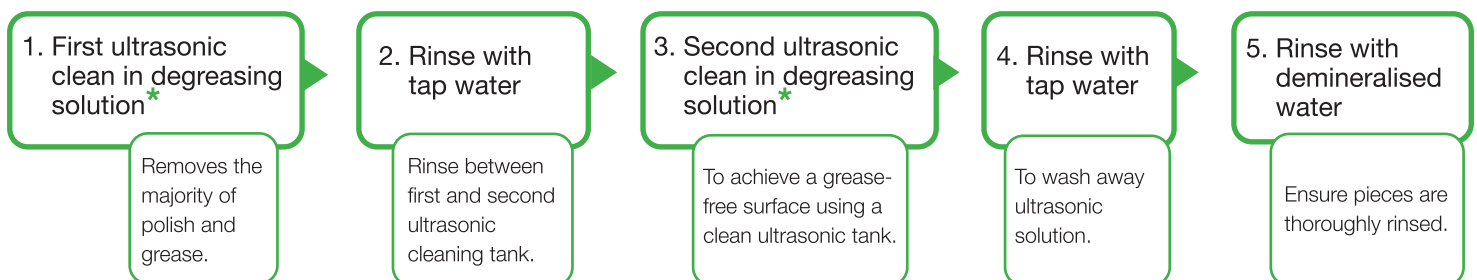 1. First ultrasonic
clean in degreasing
solution*
Removes the
majority of
polish and
grease.
2. Rinse with
tap water
Rinse between
first and second
ultrasonic
cleaning tank.
3. Second ultrasonic
clean in degreasing
solution*
To achieve a grease-
free surface using a
clean ultrasonic tank.
4. Rinse with
tap water
To wash away
ultrasonic
solution.
5. Rinse with
demineralised
water
Ensure pieces are
thoroughly rinsed.